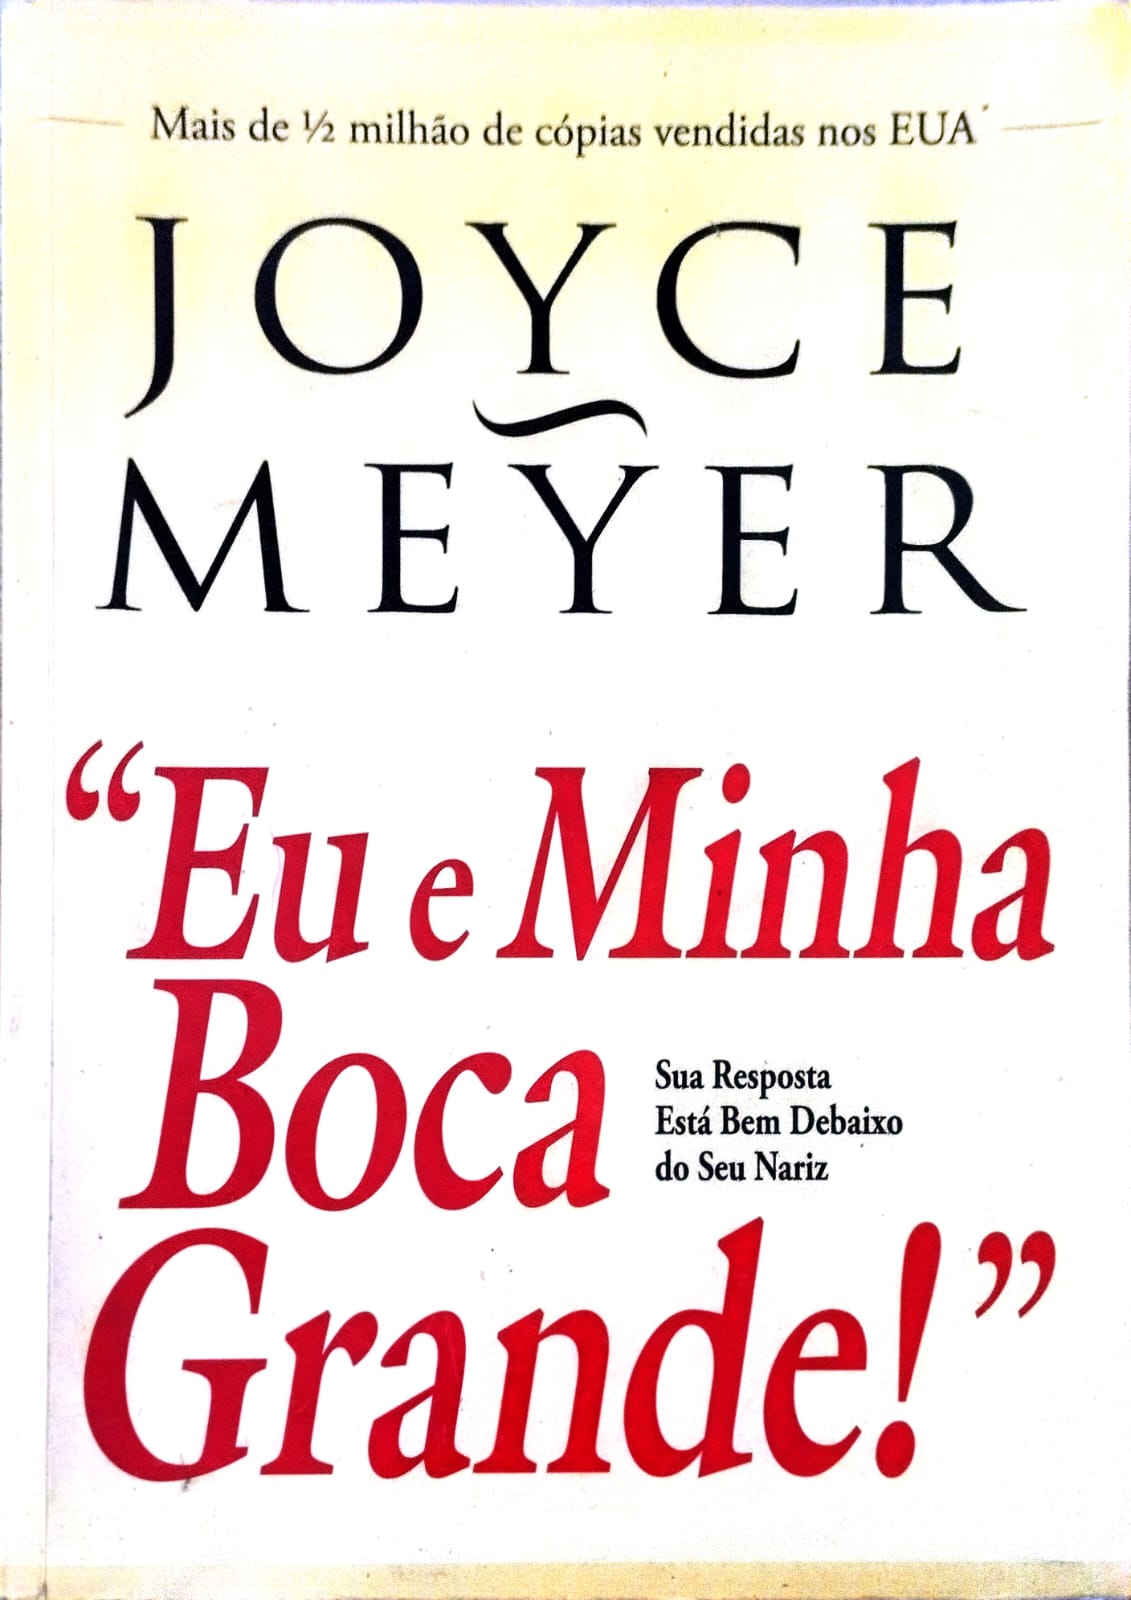 Mais de ½ milhão de cópias vendidas nos EUA
JOYCE
MEYER
“Eu e Minha
Boca
Sua Resposta
Está Bem Debaixo
do Seu Nariz
Grande!”